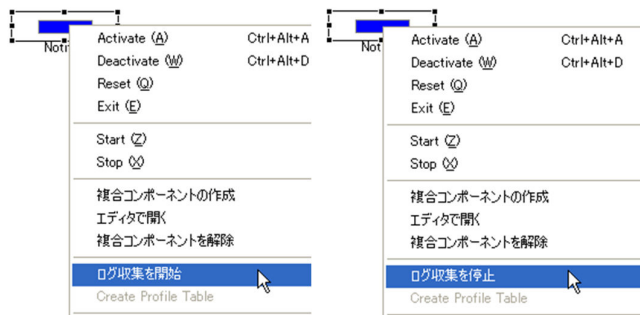 Noti
Activate (A) Ctrl+Alt+A
Deactivate (W) Ctrl+Alt+D
Reset (Q)
Exit (E)
Start (Z)
Stop (X)
複合コンポーネントの作成
エディタで開く
複合コンポーネントを解除
ログ収集を開始
Create Profile Table
Not
Activate (A) Ctrl+Alt+A
Deactivate (W) Ctrl+Alt+D
Reset (Q)
Exit (E)
Start (Z)
Stop (X)
複合コンポーネントの作成
エディタで開く
複合コンポーネントを解除
ログ収集を停止
Create Profile Table